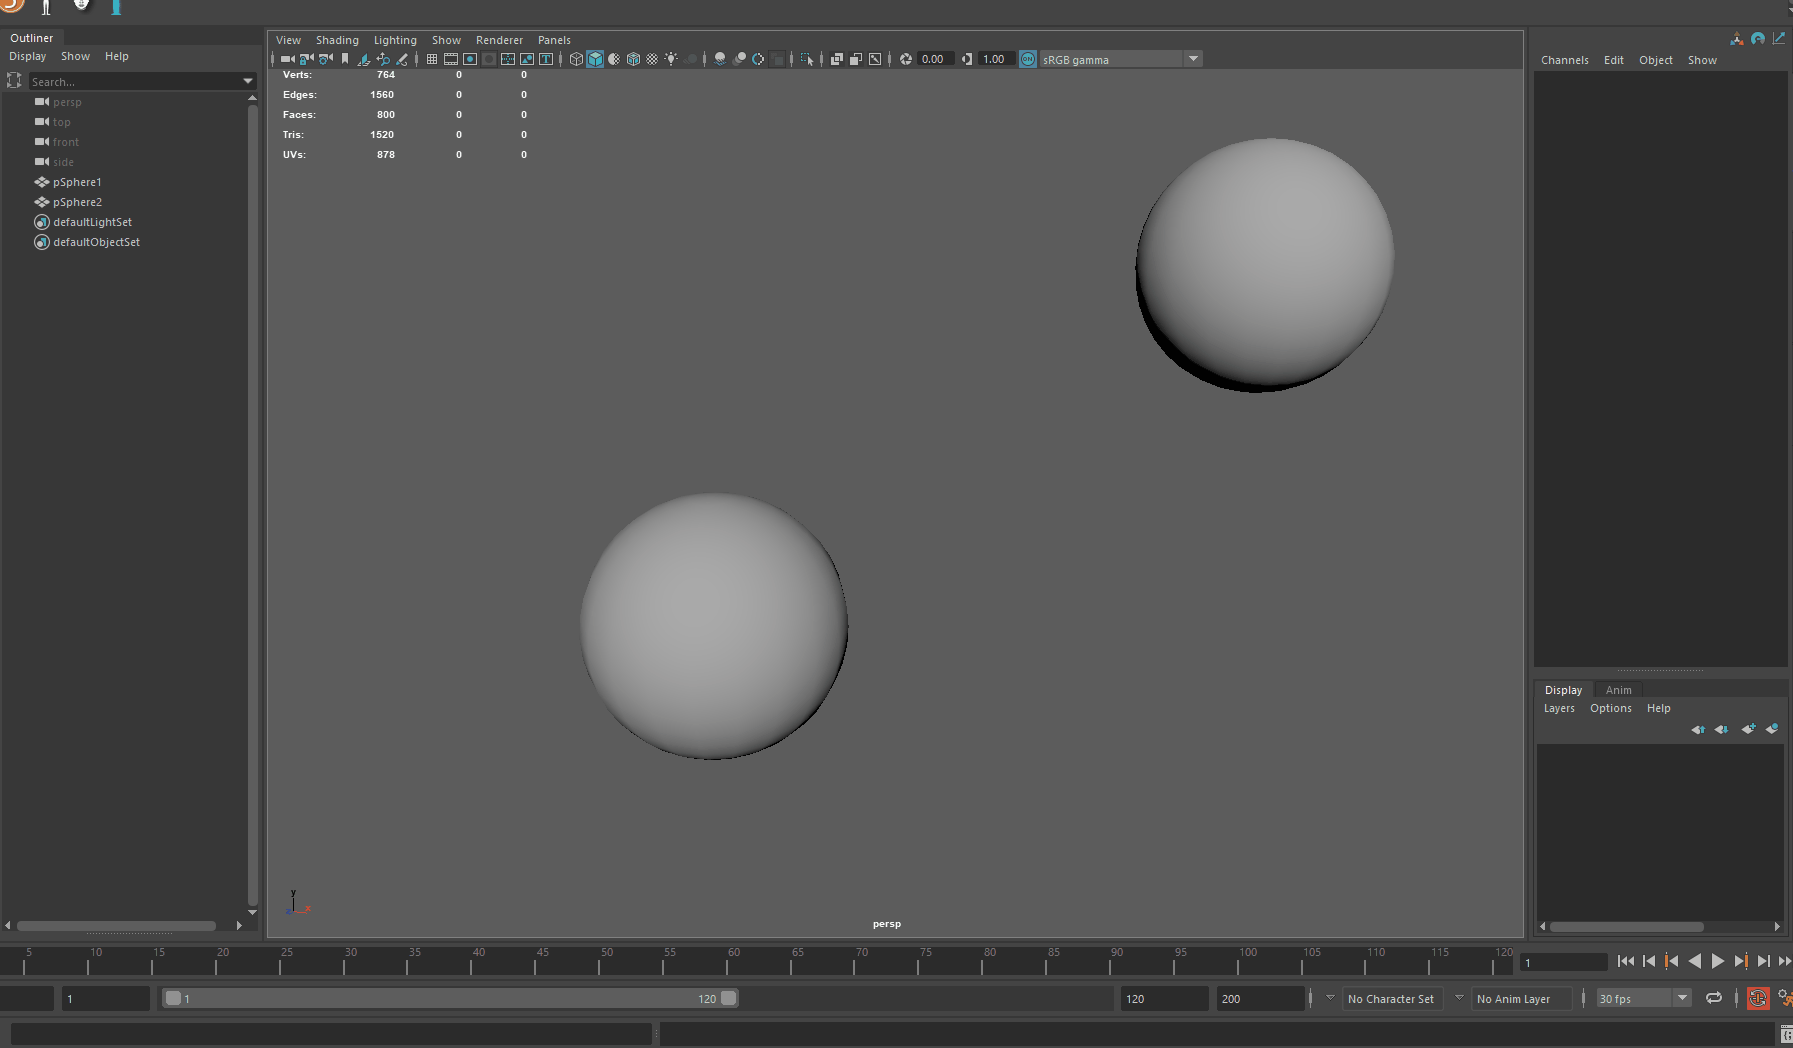 Outliner
Display Show Help
Search...
persp
top
front
side
pSphere1
pSphere2
defaultLightSet
defaultObjectSet
View Shading Lighting Show Renderer Panels
0.00 1.00 ON sRGB gamma
Verts: 764 0 0
Edges: 1560 0 0
Faces: 800 0 0
Tris: 1520 0 0
UVs: 878 0 0
y
x
persp
Channels Edit Object Show
Display Anim
Layers Options Help
5 10 15 20 25 30 35 40 45 50 55 60 65 70 75 80 85 90 95 100 105 110 115 120
1
1 1 120 120 200 No Character Set No Anim Layer 30 fps